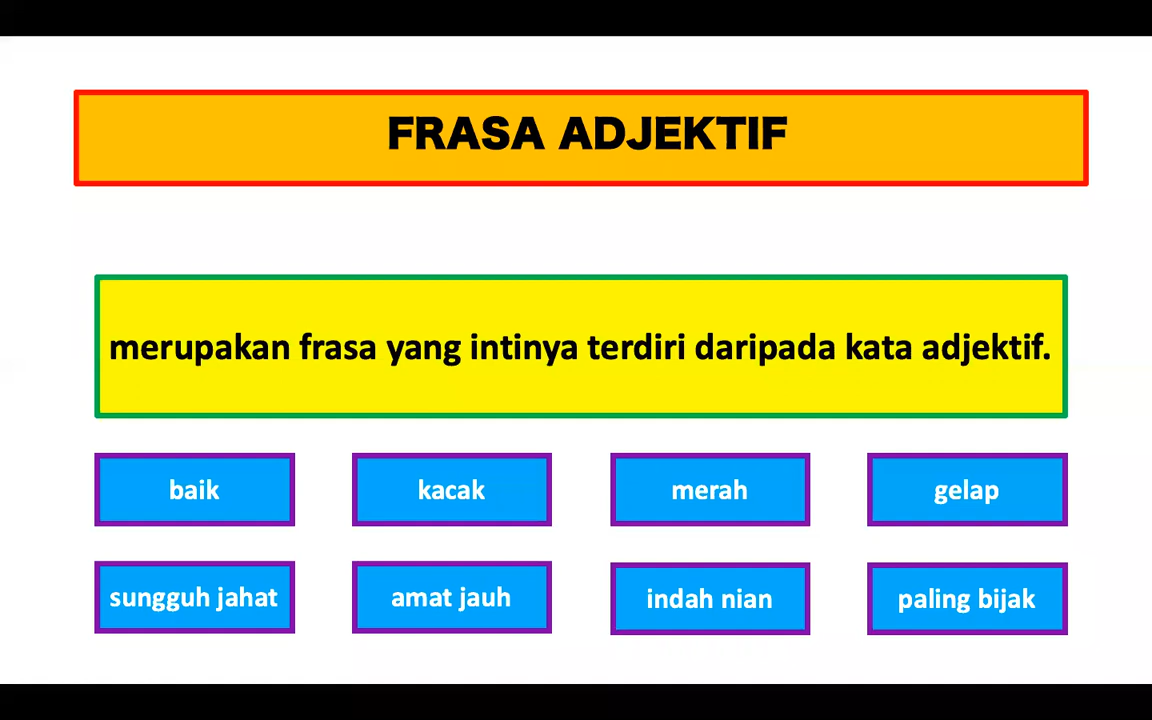 FRASA ADJEKTIF
merupakan frasa yang intinya terdiri daripada kata adjektif.
baik
kacak
merah
gelap
sungguh jahat
amat jauh
indah nian
paling bijak